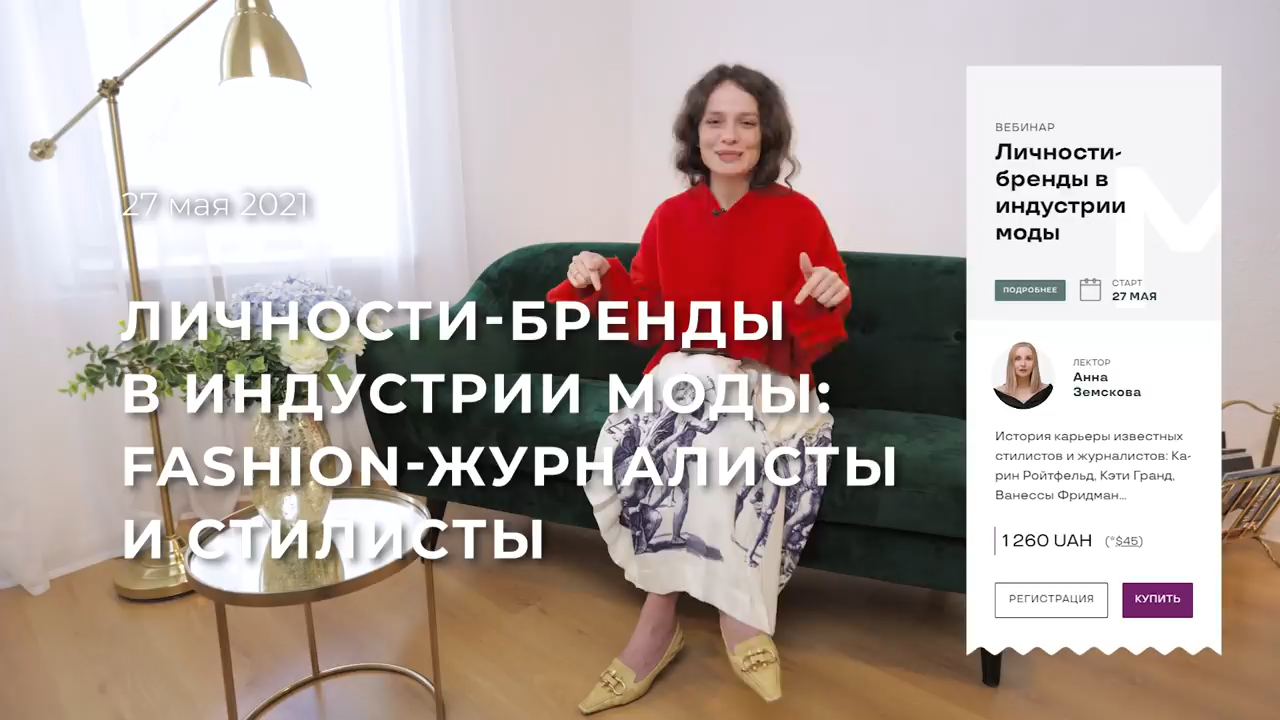 27 мая 2021
ЛИЧНОСТИ-БРЕНДЫ
В ИНДУСТРИИ МОДЫ:
FASHION-ЖУРНАЛИСТЫ
И СТИЛИСТЫ
ВЕБИНАР
Личности-
бренды в
индустрии
моды
ПОДРОБНЕЕ
СТАРТ
27 МАЯ
ЛЕКТОР
Анна
Земскова
История карьеры известных
стилистов и журналистов: Ка-
рин Ройтфельд, Кэти Гранд,
Ванессы Фридман...
1 260 UAH (*$45)
РЕГИСТРАЦИЯ
КУПИТЬ